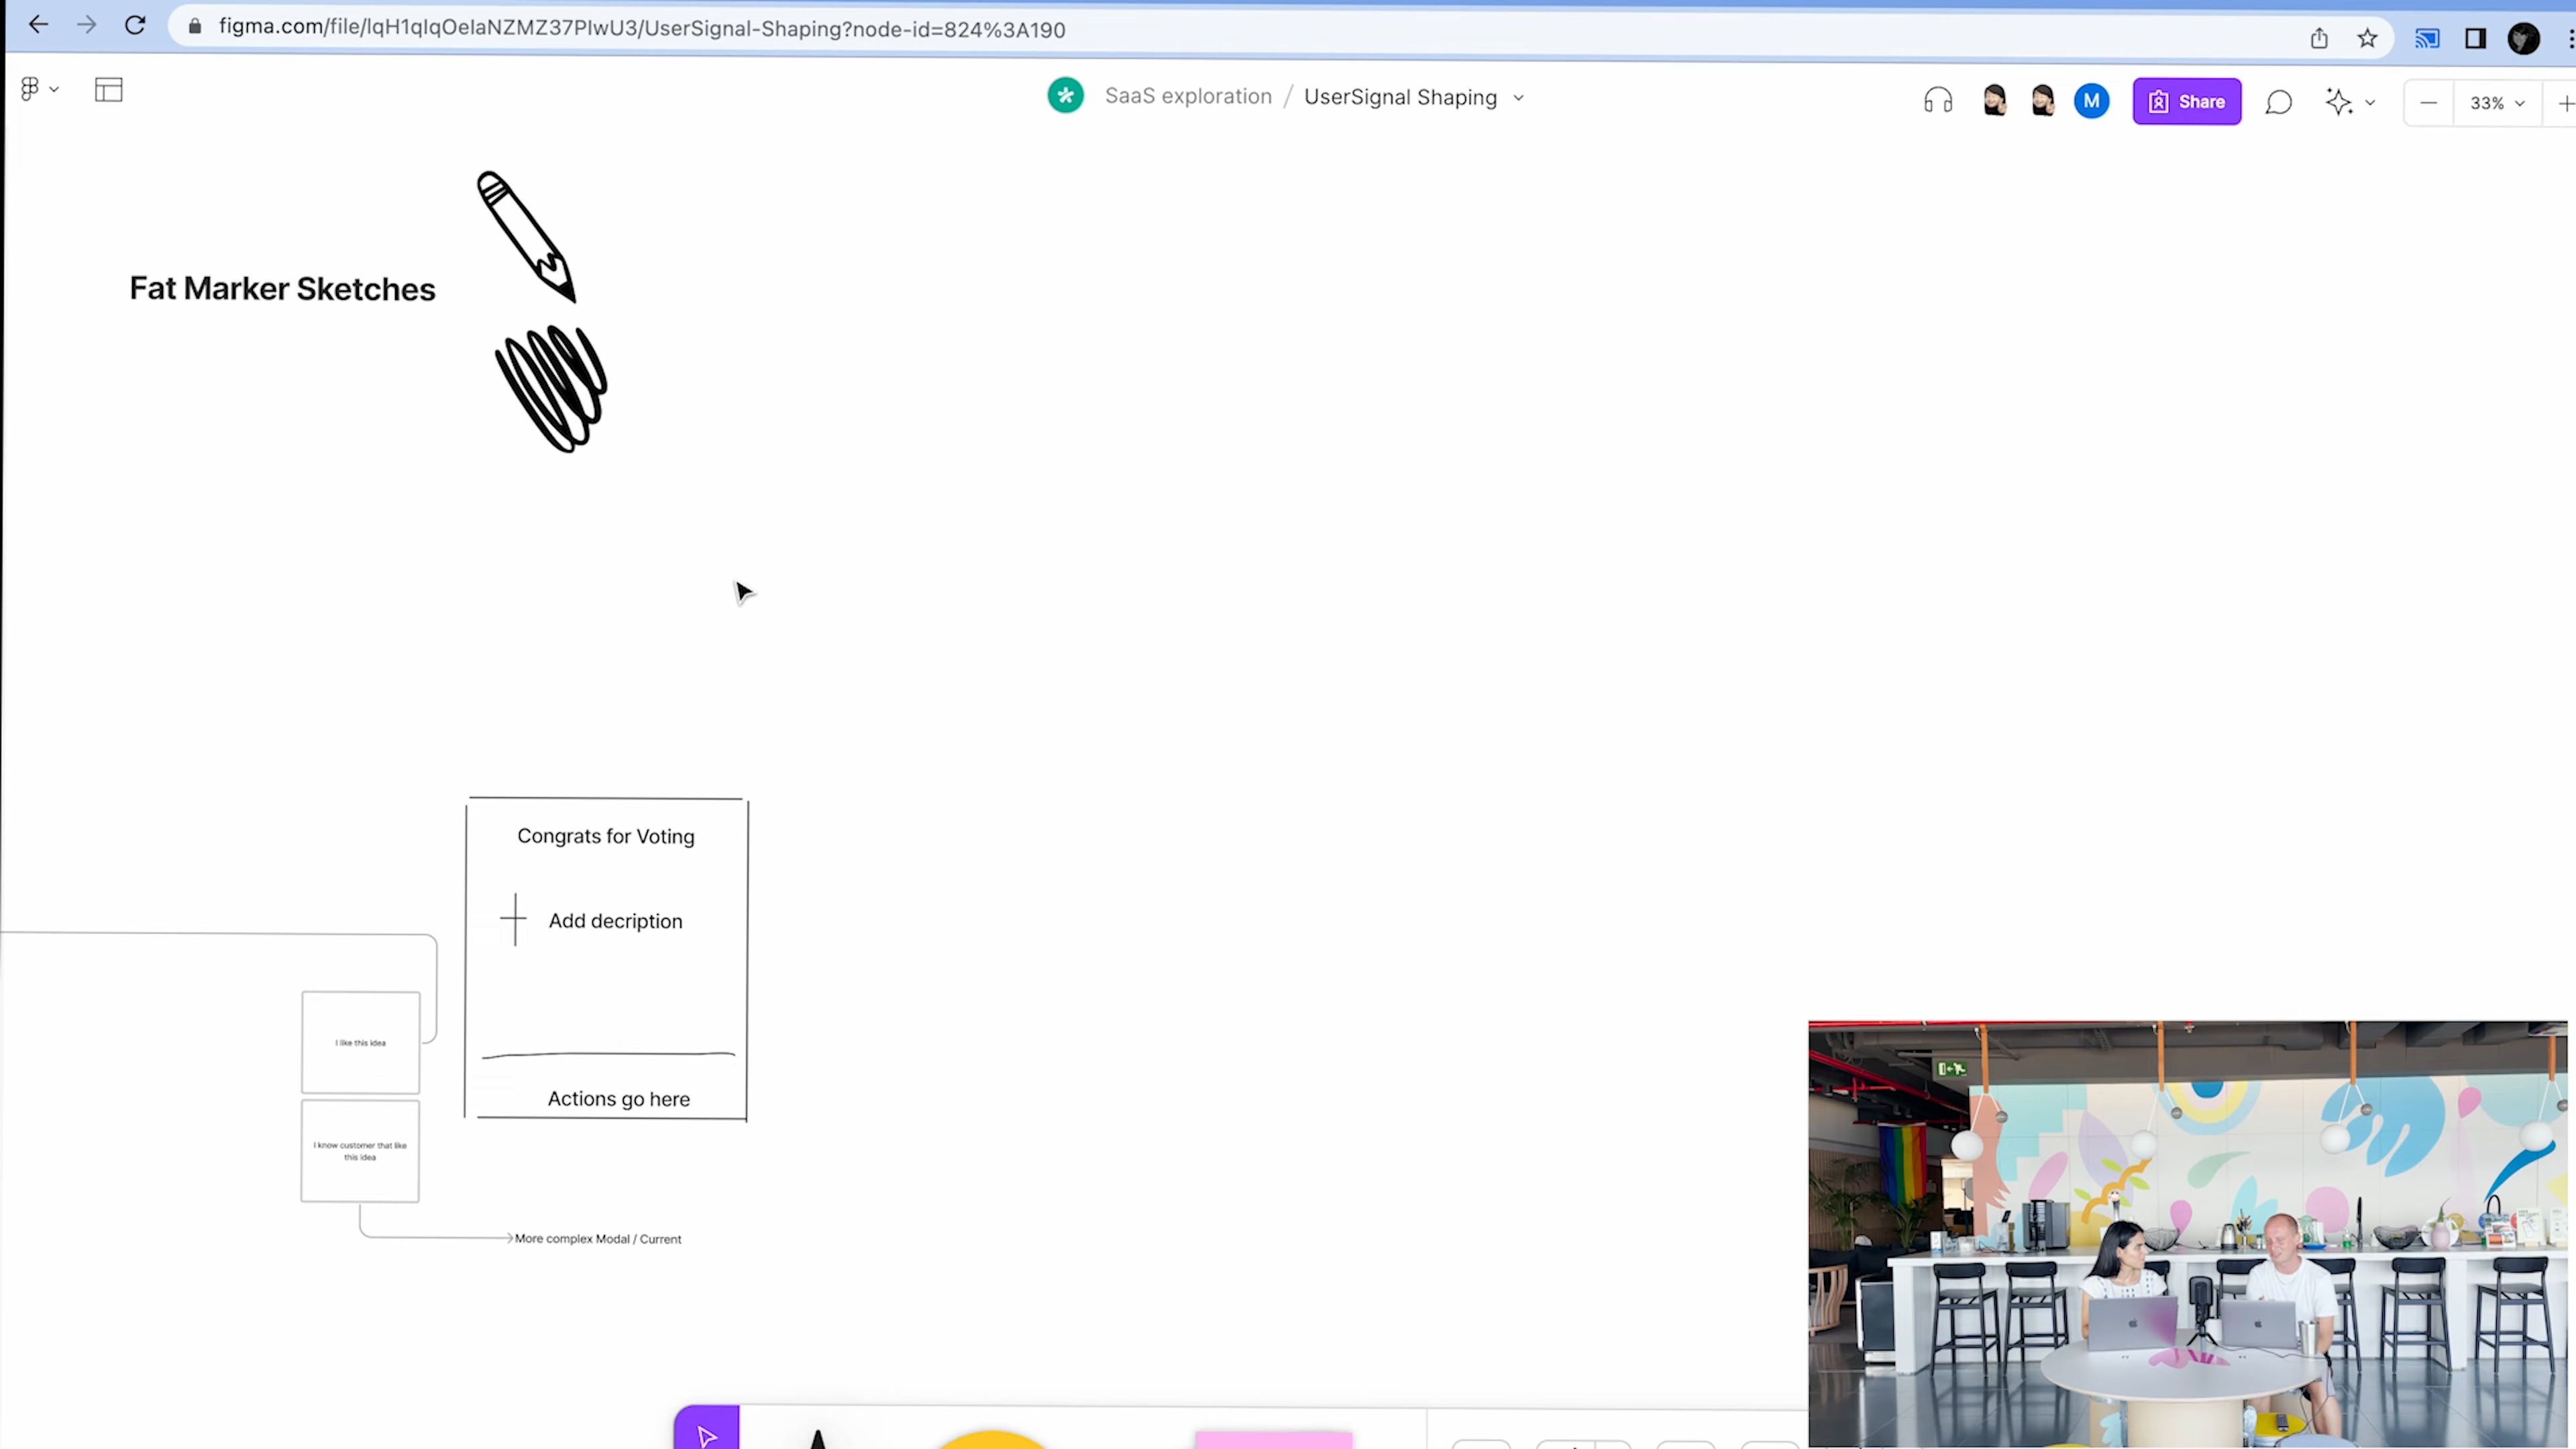 figma.com/file/lqH1qIqOelaNZMZ37PIwU3/UserSignal-Shaping?node-id=824%3A190
SaaS exploration / UserSignal Shaping
M
Share
33%
Fat Marker Sketches
Congrats for Voting
Add decription
I like this idea
Actions go here
I know customer that like
this idea
More complex Modal / Current